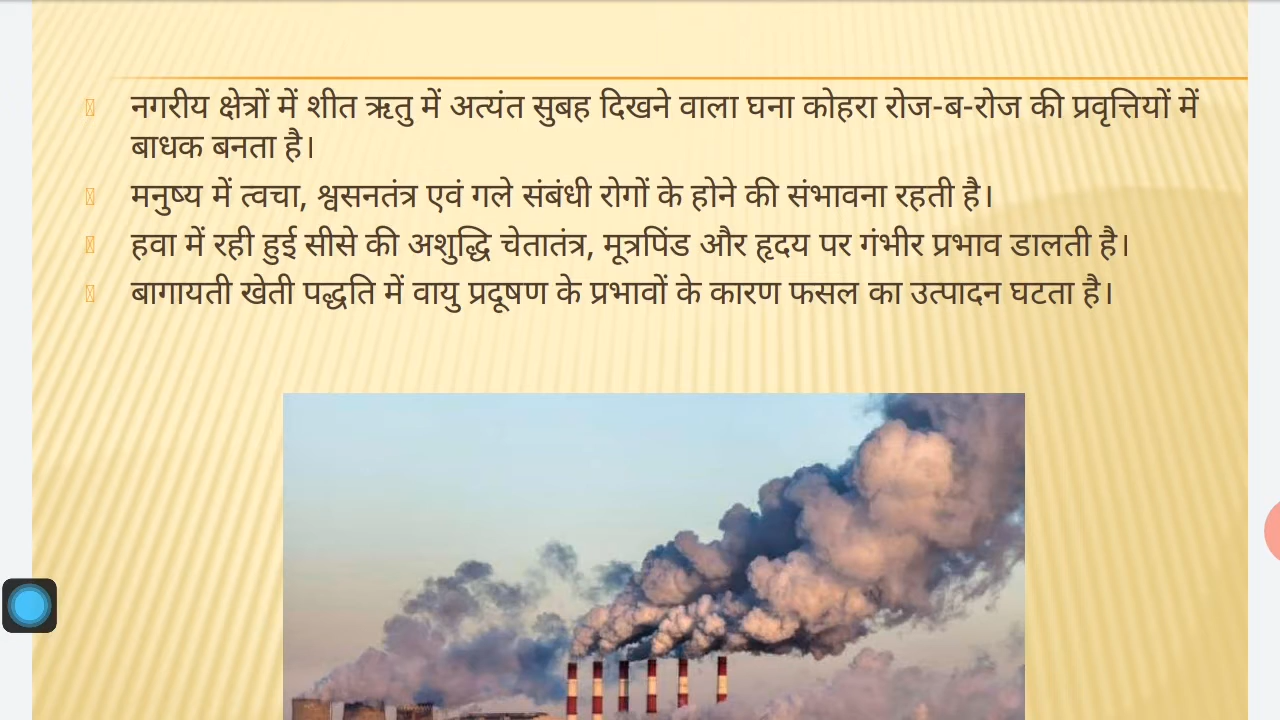 नगरीय क्षेत्रों में शीत ऋतु में अत्यंत सुबह दिखने वाला घना कोहरा रोज-ब-रोज की प्रवृत्तियों में
बाधक बनता है।
मनुष्य में त्वचा, श्वसनतंत्र एवं गले संबंधी रोगों के होने की संभावना रहती है।
हवा में रही हुई सीसे की अशुद्धि चेतातंत्र, मूत्रपिंड और हृदय पर गंभीर प्रभाव डालती है।
बागायती खेती पद्धति में वायु प्रदूषण के प्रभावों के कारण फसल का उत्पादन घटता है।